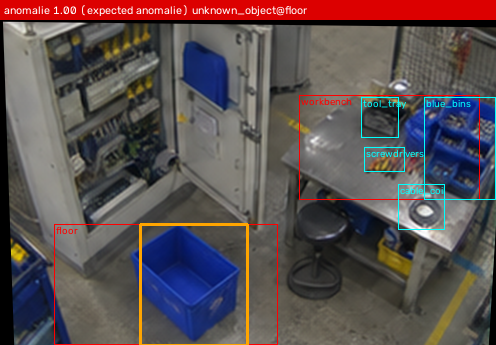 anomalie 1.00 (expected anomalie) unknown_object@floor
workbench
tool_tray
blue_bins
screwdrivers
cable_coil
floor